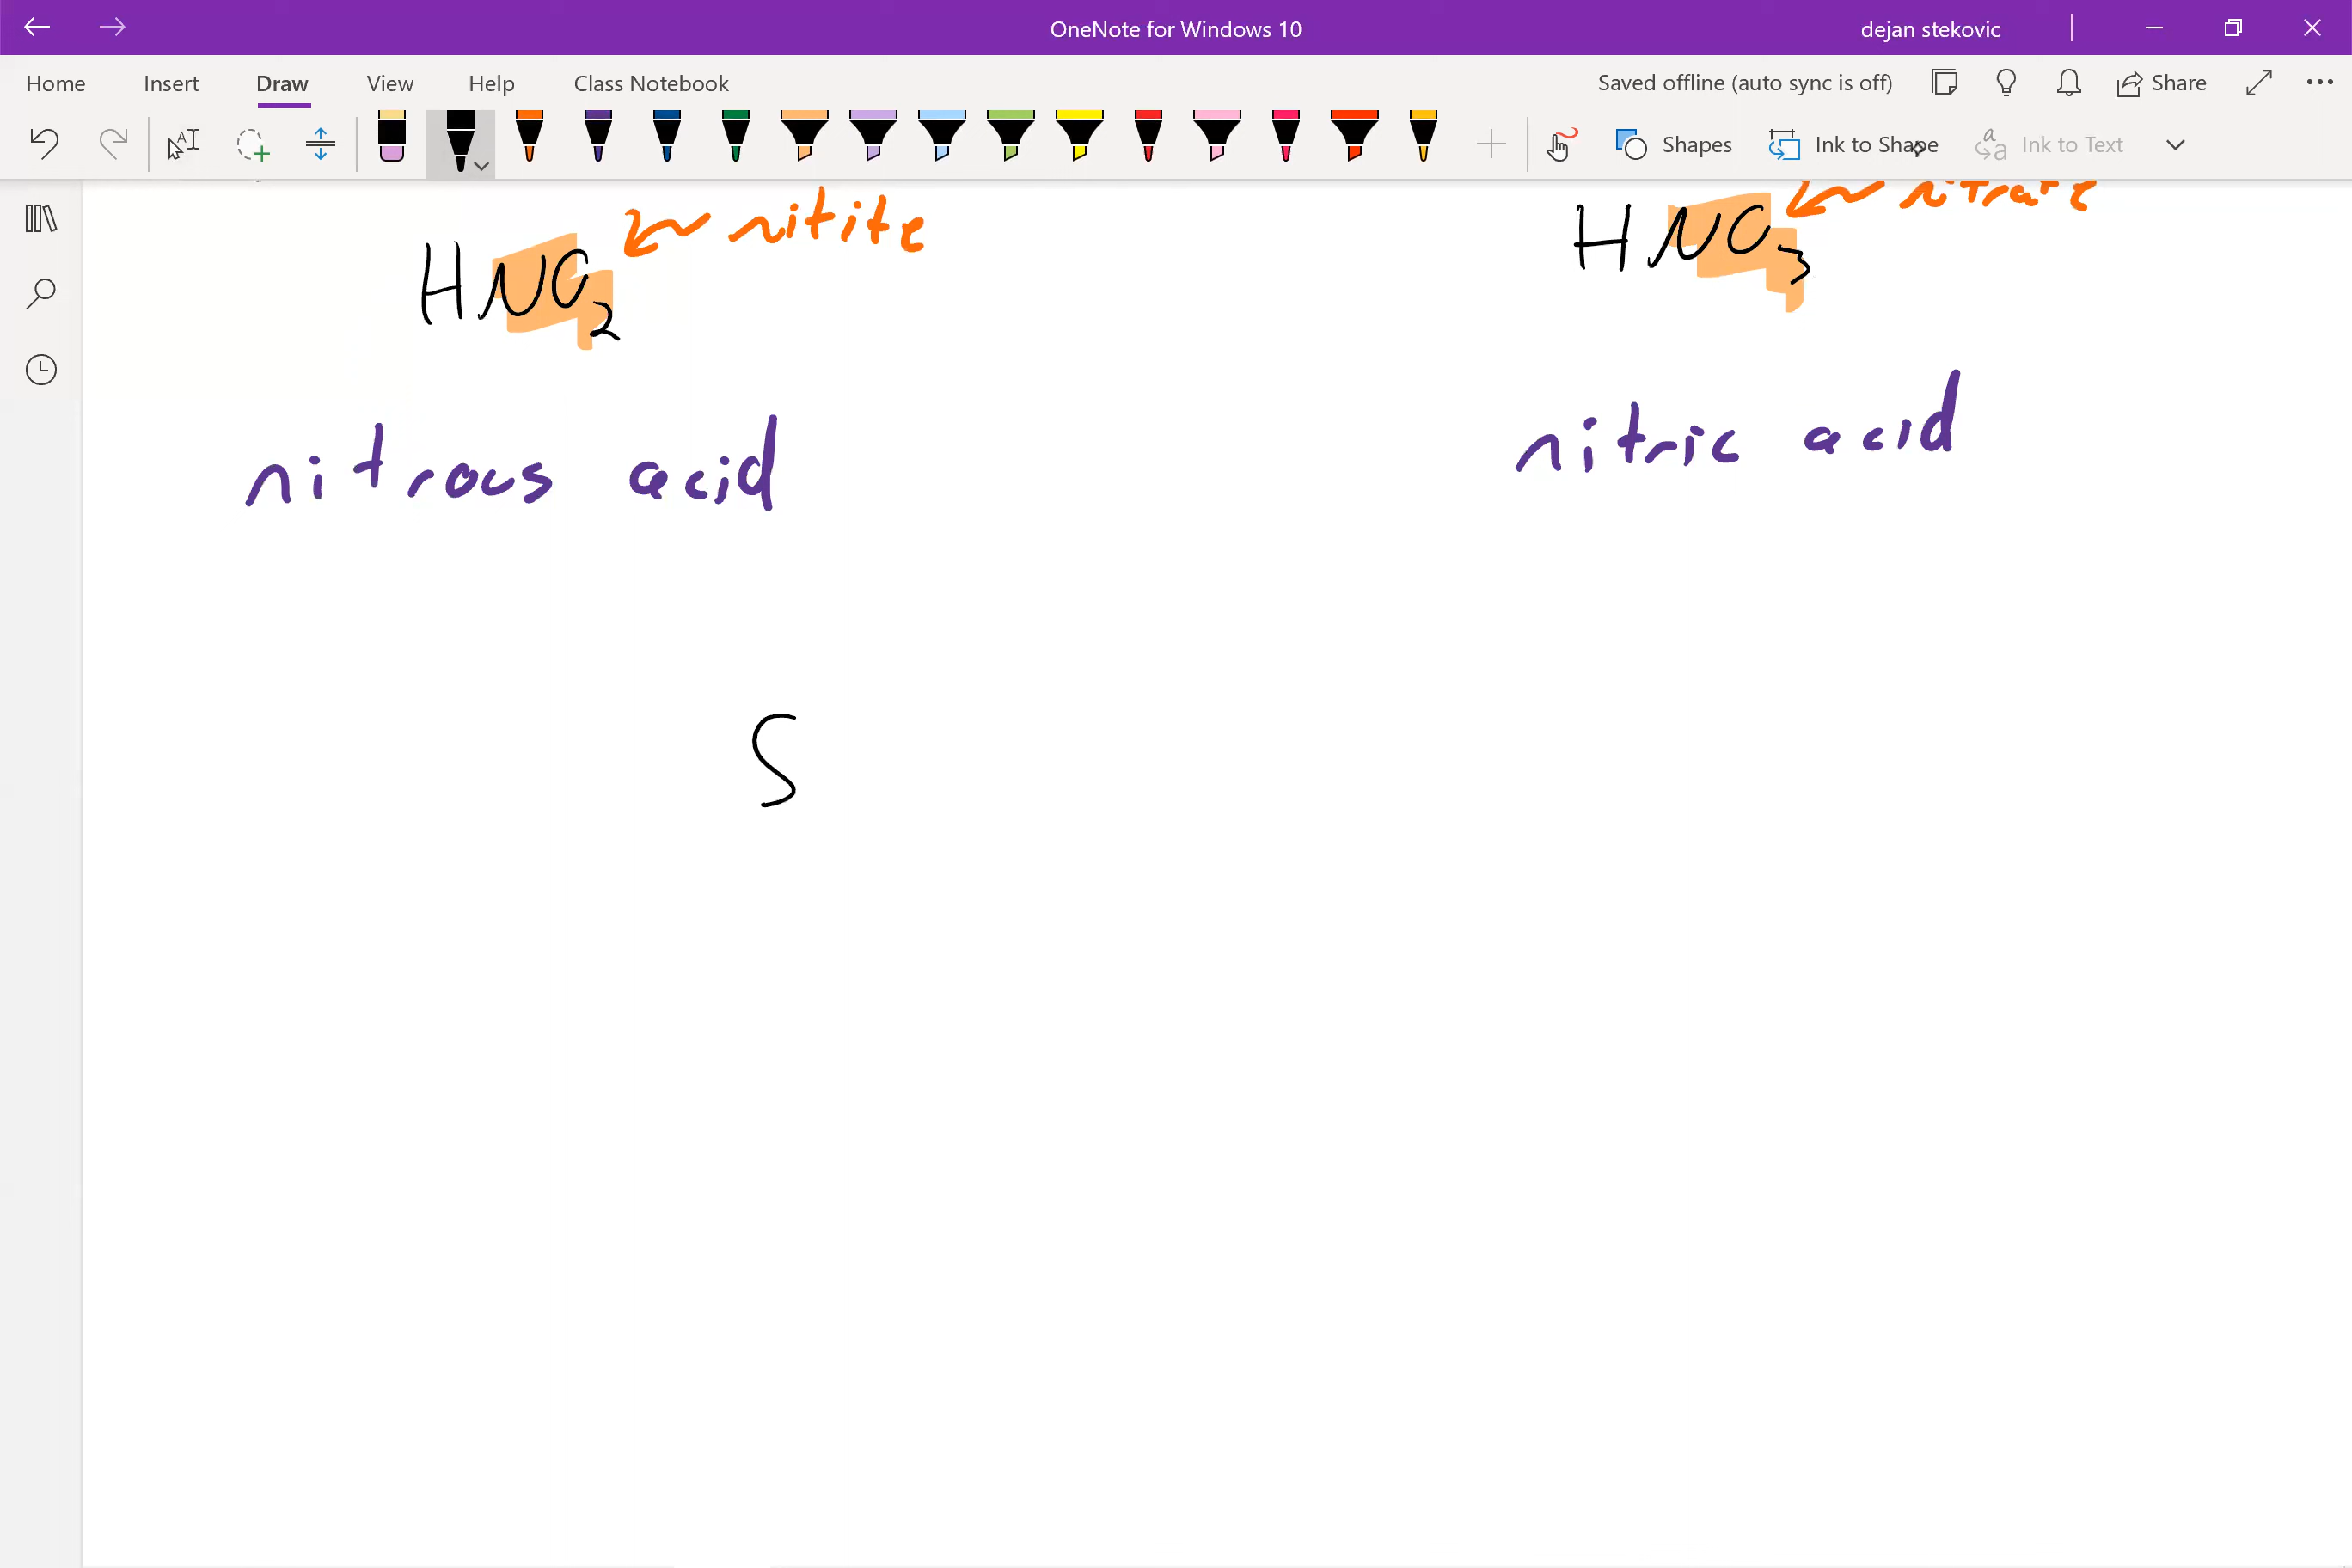 OneNote for Windows 10
dejan stekovic
Home Insert Draw View Help Class Notebook
Saved offline (auto sync is off)
Share
Shapes
Ink to Shape
Ink to Text
nitite
nitrate
HNO₂
HNO₃
nitrous acid
nitric acid
S